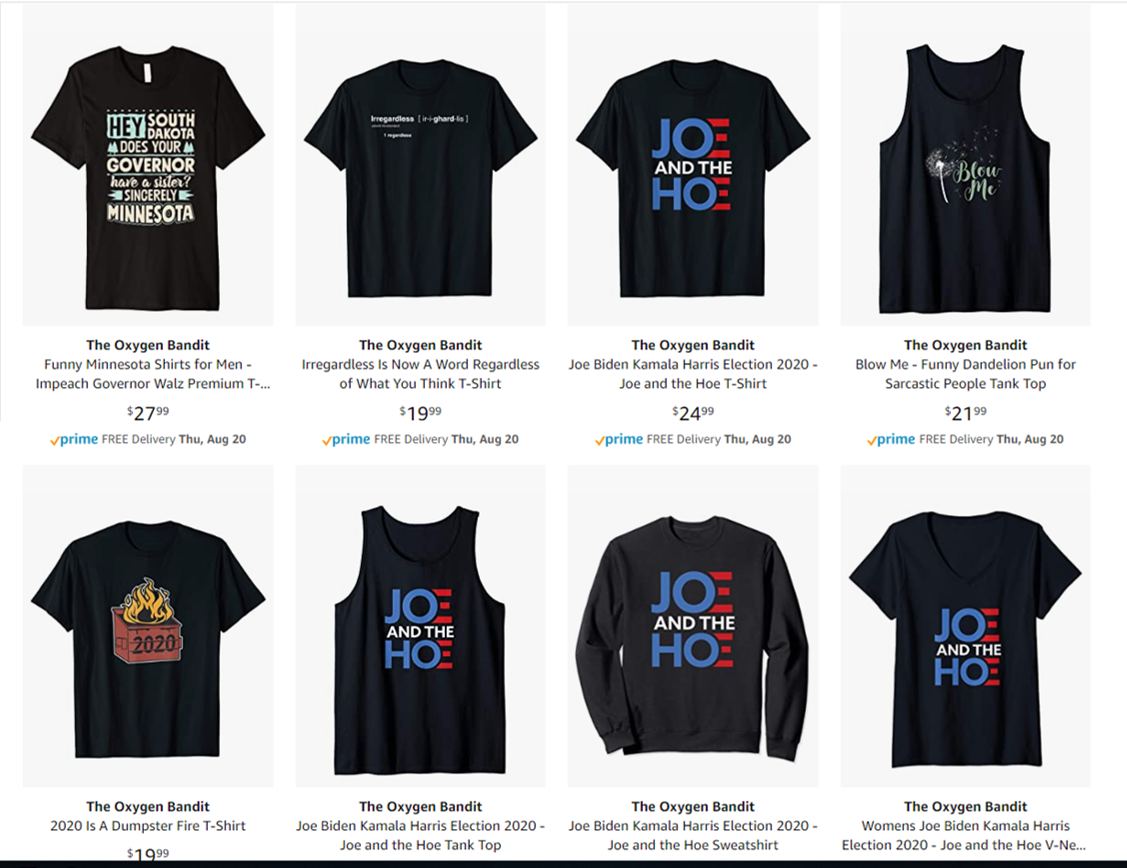 HEY SOUTH
DAKOTA
DOES YOUR
GOVERNOR
have a sister?
SINCERELY
MINNESOTA
Irregardless [ ir-i-ghard-lis ]
1 regardless
JOE
AND THE
HOE
Blow
Me
The Oxygen Bandit
Funny Minnesota Shirts for Men -
Impeach Governor Walz Premium T-...
$27.99
prime FREE Delivery Thu, Aug 20
The Oxygen Bandit
Irregardless Is Now A Word Regardless
of What You Think T-Shirt
$19.99
prime FREE Delivery Thu, Aug 20
The Oxygen Bandit
Joe Biden Kamala Harris Election 2020 -
Joe and the Hoe T-Shirt
$24.99
prime FREE Delivery Thu, Aug 20
The Oxygen Bandit
Blow Me - Funny Dandelion Pun for
Sarcastic People Tank Top
$21.99
prime FREE Delivery Thu, Aug 20
2020
JOE
AND THE
HOE
JOE
AND THE
HOE
JOE
AND THE
HOE
The Oxygen Bandit
2020 Is A Dumpster Fire T-Shirt
$19.99
The Oxygen Bandit
Joe Biden Kamala Harris Election 2020 -
Joe and the Hoe Tank Top
The Oxygen Bandit
Joe Biden Kamala Harris Election 2020 -
Joe and the Hoe Sweatshirt
The Oxygen Bandit
Womens Joe Biden Kamala Harris
Election 2020 - Joe and the Hoe V-Ne...